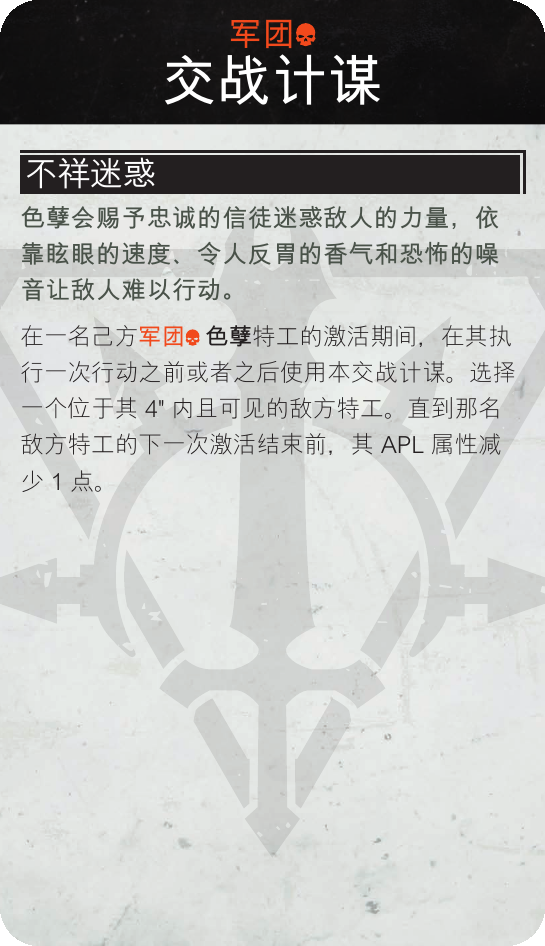 军团
交战计谋
不祥迷惑
色孽会赐予忠诚的信徒迷惑敌人的力量，依
靠眩眼的速度、令人反胃的香气和恐怖的噪
音让敌人难以行动。
在一名己方军团 色孽特工的激活期间，在其执
行一次行动之前或者之后使用本交战计谋。选择
一个位于其 4" 内且可见的敌方特工。直到那名
敌方特工的下一次激活结束前，其 APL 属性减
少 1 点。